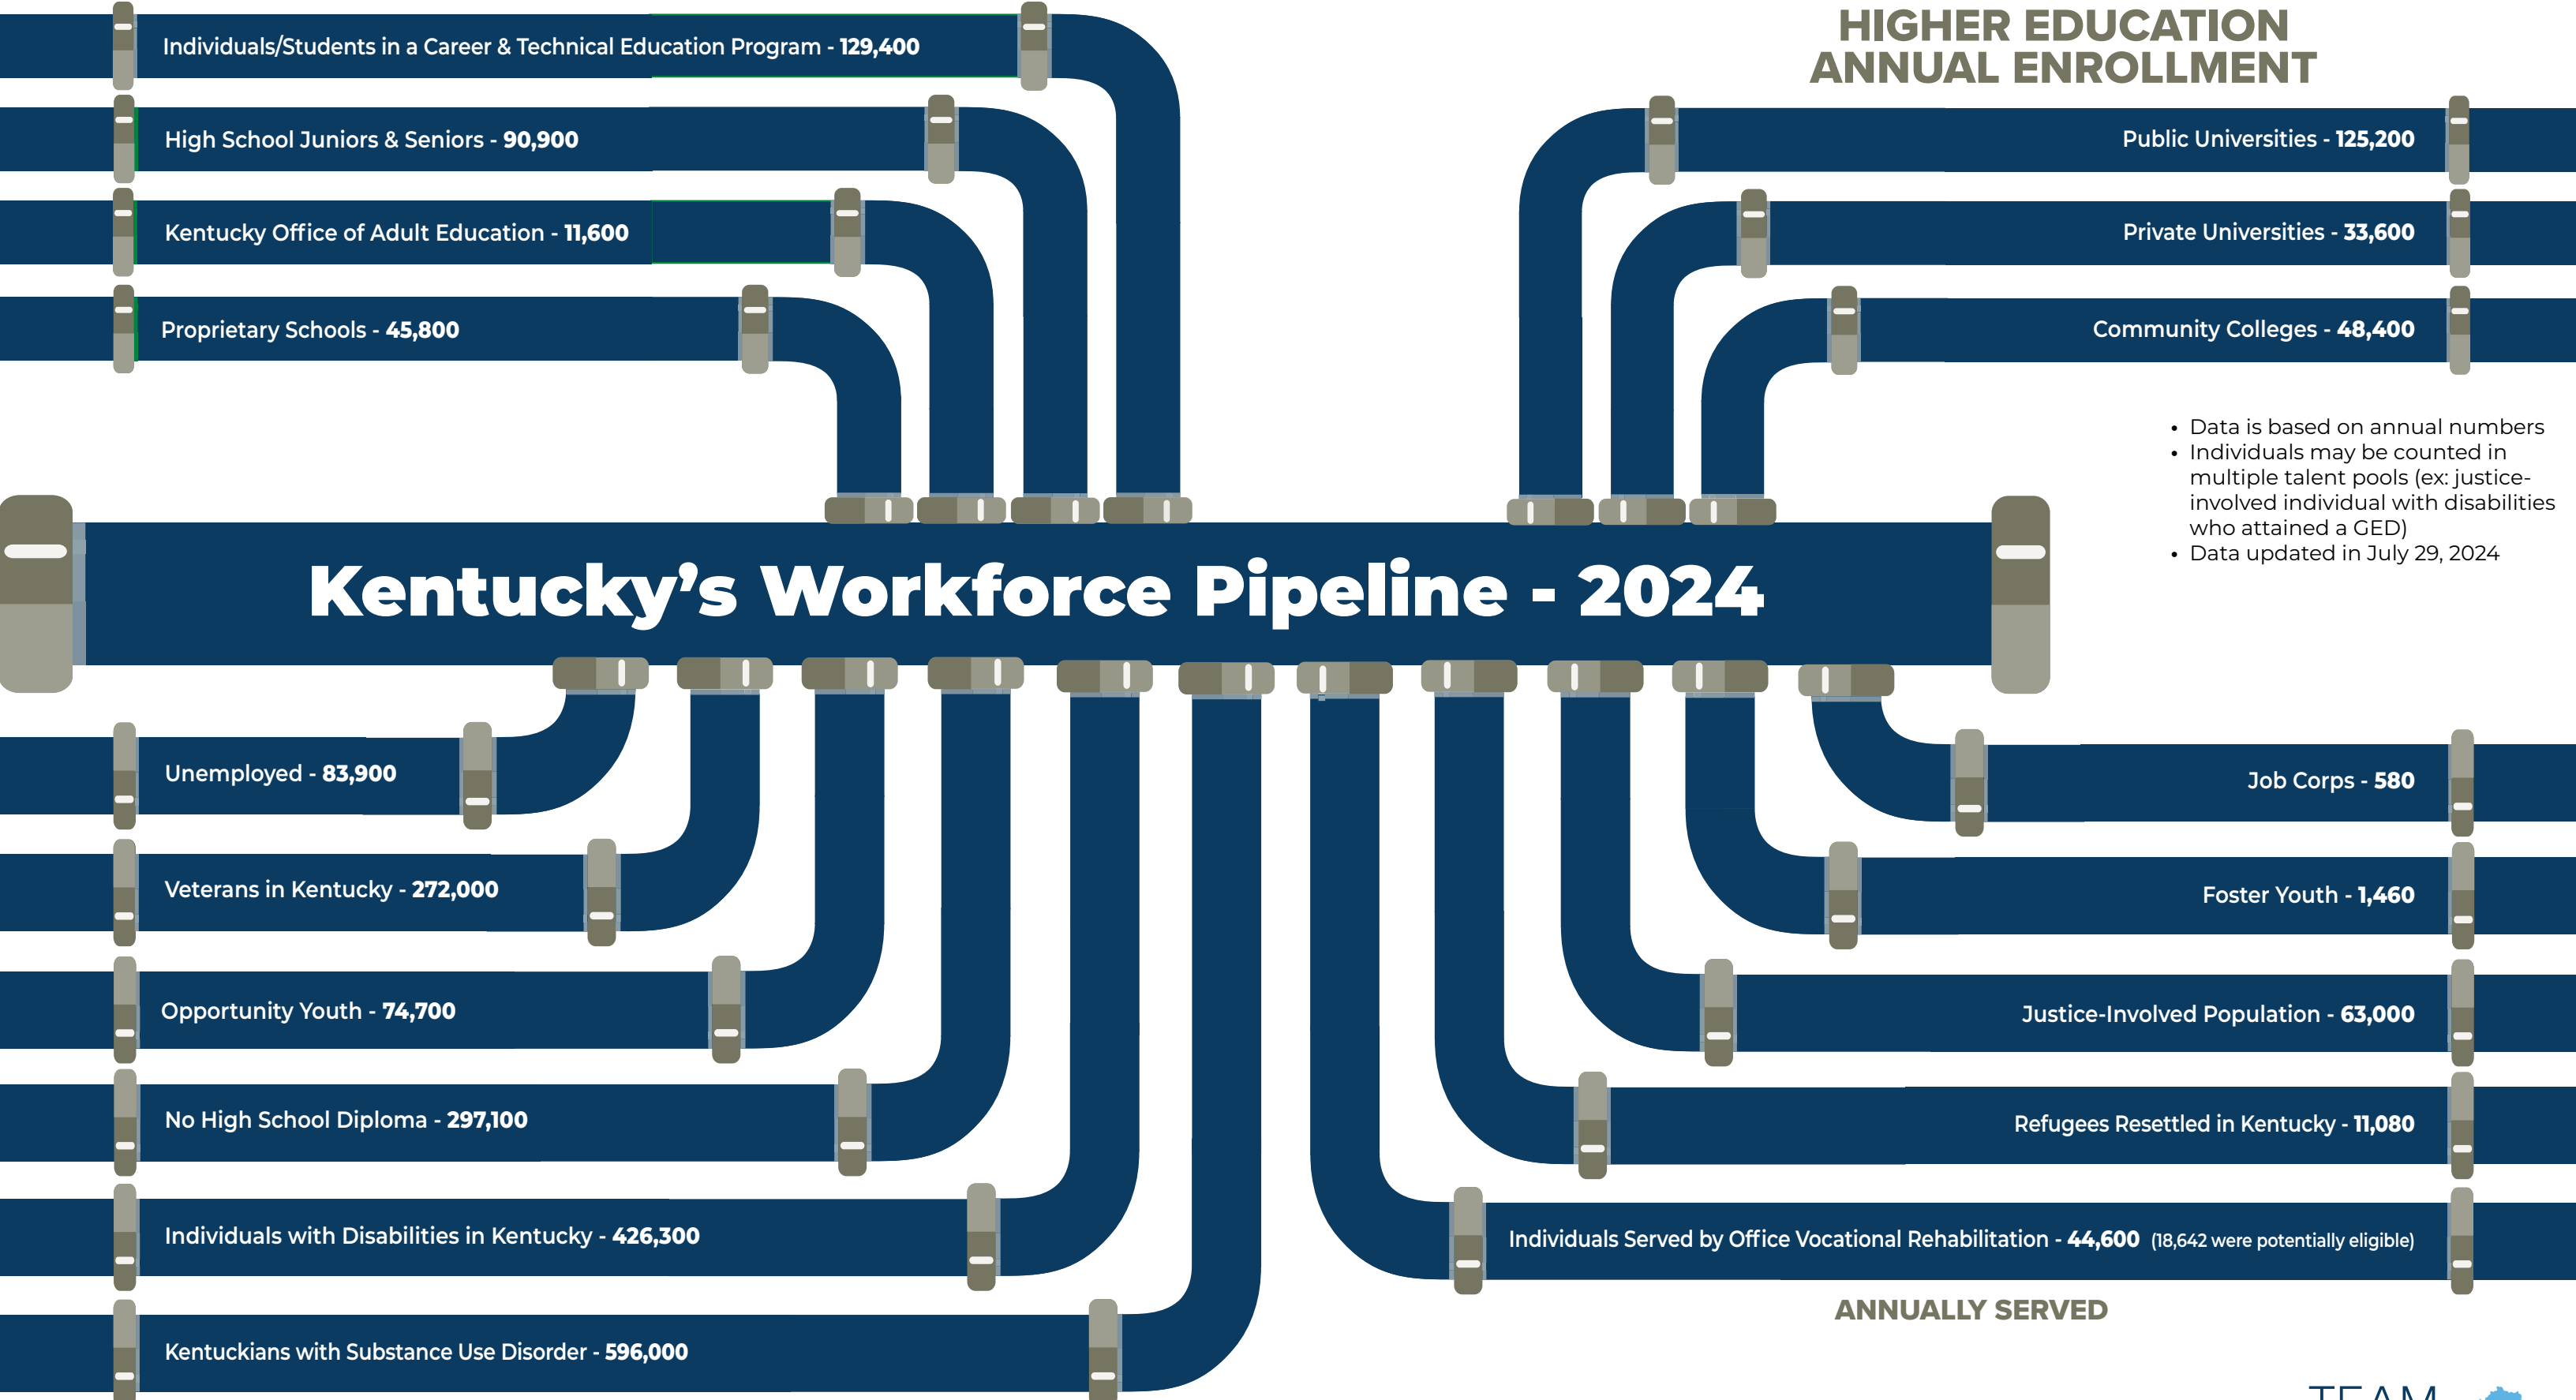 Individuals/Students in a Career & Technical Education Program - 129,400
High School Juniors & Seniors - 90,900
Kentucky Office of Adult Education - 11,600
Proprietary Schools - 45,800
HIGHER EDUCATION
ANNUAL ENROLLMENT
Public Universities - 125,200
Private Universities - 33,600
Community Colleges - 48,400
• Data is based on annual numbers
• Individuals may be counted in
multiple talent pools (ex: justice-
involved individual with disabilities
who attained a GED)
• Data updated in July 29, 2024
Kentucky’s Workforce Pipeline - 2024
Unemployed - 83,900
Veterans in Kentucky - 272,000
Opportunity Youth - 74,700
No High School Diploma - 297,100
Individuals with Disabilities in Kentucky - 426,300
Kentuckians with Substance Use Disorder - 596,000
Job Corps - 580
Foster Youth - 1,460
Justice-Involved Population - 63,000
Refugees Resettled in Kentucky - 11,080
Individuals Served by Office Vocational Rehabilitation - 44,600 (18,642 were potentially eligible)
ANNUALLY SERVED
TEAM